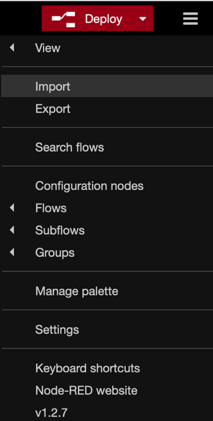 Deploy
View
Import
Export
Search flows
Configuration nodes
Flows
Subflows
Groups
Manage palette
Settings
Keyboard shortcuts
Node-RED website
v1.2.7